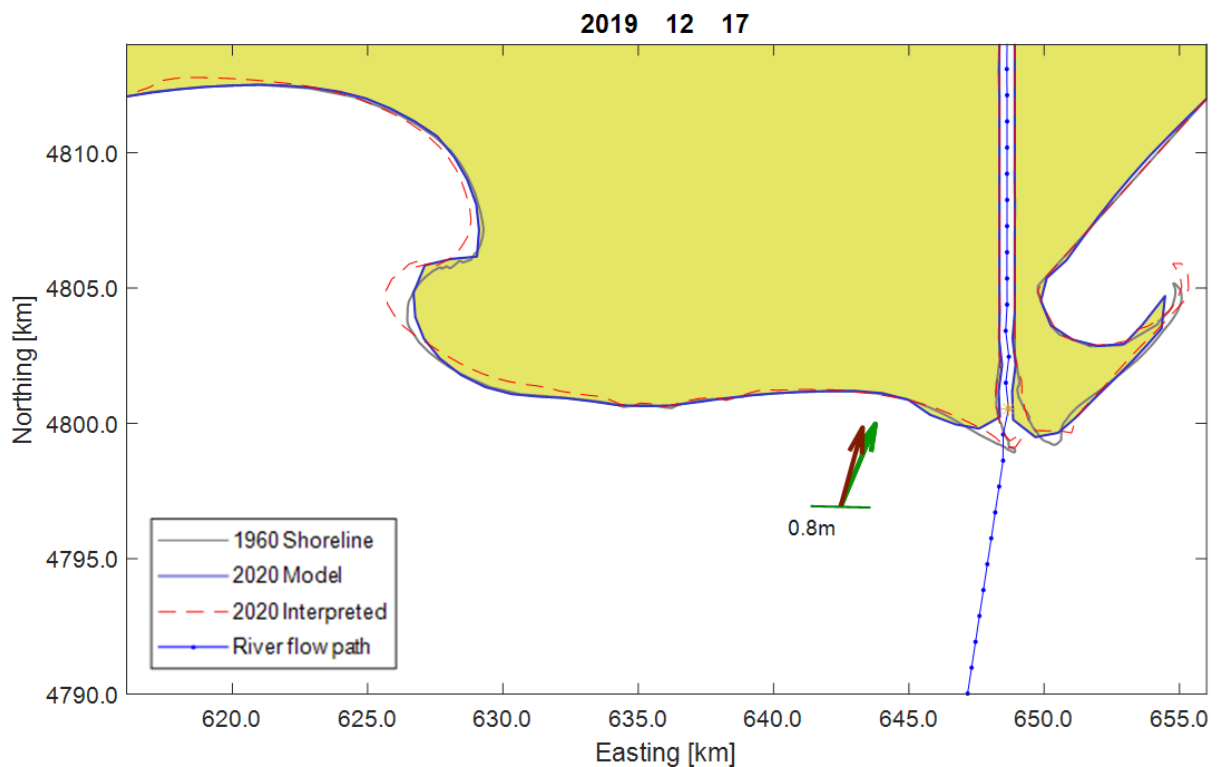 2019 12 17
Northing [km]
4810.0
4805.0
4800.0
4795.0
4790.0
0.8m
1960 Shoreline
2020 Model
2020 Interpreted
River flow path
620.0 625.0 630.0 635.0 640.0 645.0 650.0 655.0
Easting [km]